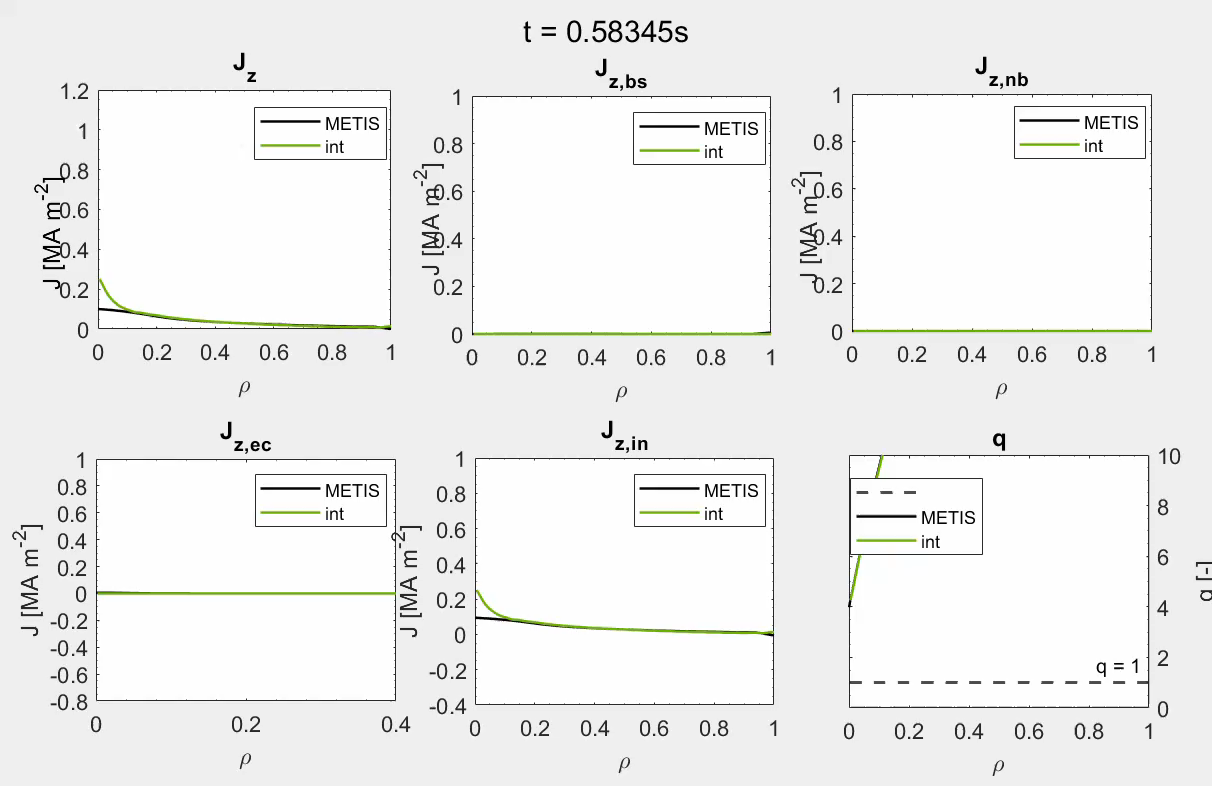 t = 0.58345s
J_z
1.2
1
0.8
0.6
0.4
0.2
0
J [MA m^-2]
METIS
int
0 0.2 0.4 0.6 0.8 1
ρ
J_z,bs
1
0.8
0.6
0.4
0.2
0
J [MA m^-2]
METIS
int
0 0.2 0.4 0.6 0.8 1
ρ
J_z,nb
1
0.8
0.6
0.4
0.2
0
J [MA m^-2]
METIS
int
0 0.2 0.4 0.6 0.8 1
ρ
J_z,ec
1
0.8
0.6
0.4
0.2
0
-0.2
-0.4
-0.6
-0.8
J [MA m^-2]
METIS
int
0 0.2 0.4
ρ
J_z,in
1
0.8
0.6
0.4
0.2
0
-0.2
-0.4
J [MA m^-2]
METIS
int
0 0.2 0.4 0.6 0.8 1
ρ
q
METIS
int
q = 1
10
8
6
4
2
0
q [-]
0 0.2 0.4 0.6 0.8 1
ρ